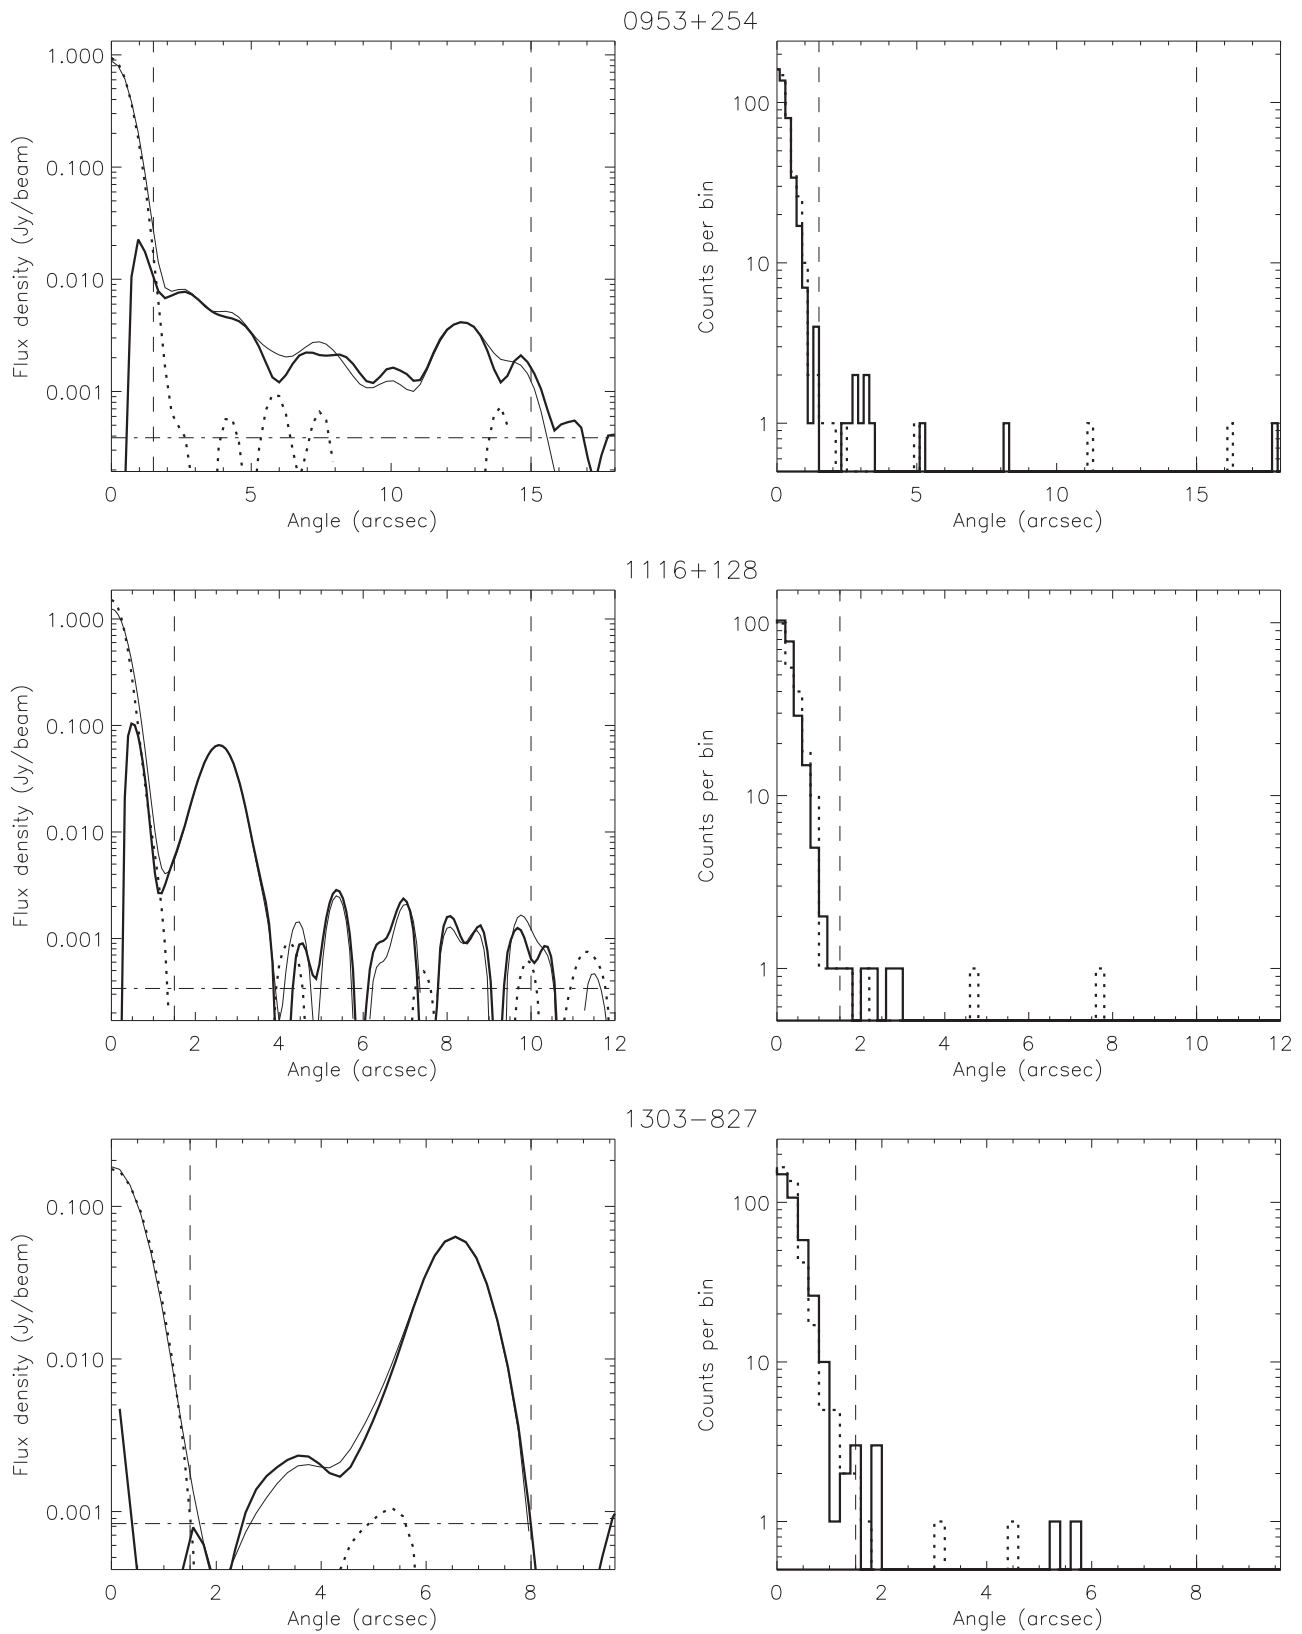 0953+254
1.000
0.100
0.010
0.001
Flux density (Jy/beam)
0 5 10 15
Angle (arcsec)
100
10
1
Counts per bin
0 5 10 15
Angle (arcsec)
1116+128
1.000
0.100
0.010
0.001
Flux density (Jy/beam)
0 2 4 6 8 10 12
Angle (arcsec)
100
10
1
Counts per bin
0 2 4 6 8 10 12
Angle (arcsec)
1303−827
0.100
0.010
0.001
Flux density (Jy/beam)
0 2 4 6 8
Angle (arcsec)
100
10
1
Counts per bin
0 2 4 6 8
Angle (arcsec)